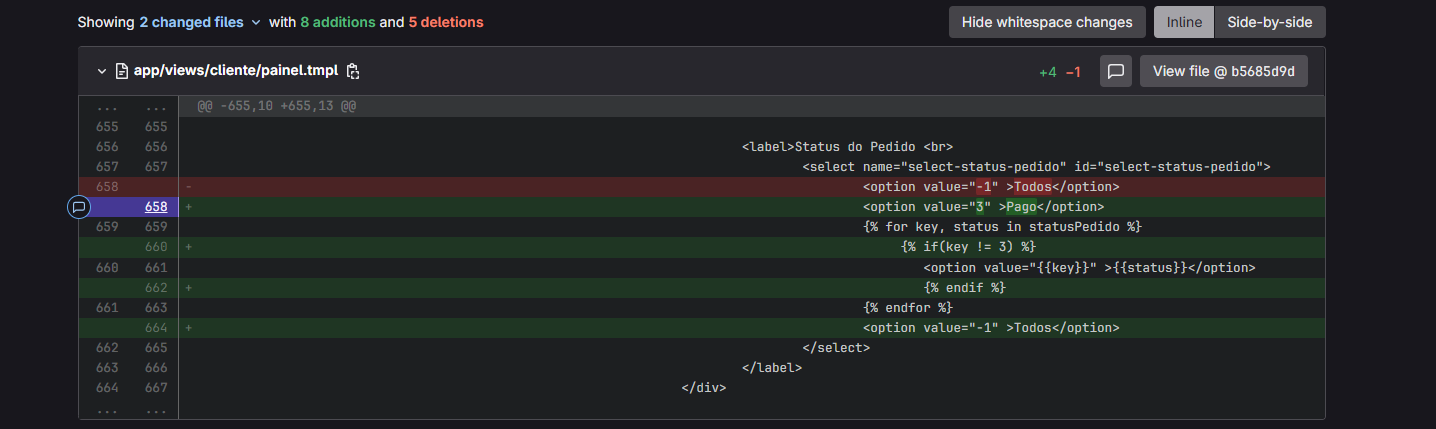 Showing 2 changed files with 8 additions and 5 deletions
Hide whitespace changes
Inline
Side-by-side
app/views/cliente/painel.tmpl
+4 −1
View file @ b5685d9d
... ... @@ -655,10 +655,13 @@
655 655
656 656 <label>Status do Pedido <br>
657 657 <select name="select-status-pedido" id="select-status-pedido">
658 - <option value="-1" >Todos</option>
658 + <option value="3" >Pago</option>
659 659 {% for key, status in statusPedido %}
660 + {% if(key != 3) %}
660 661 <option value="{{key}}" >{{status}}</option>
662 + {% endif %}
661 663 {% endfor %}
664 + <option value="-1" >Todos</option>
662 665 </select>
663 666 </label>
664 667 </div>
... ...